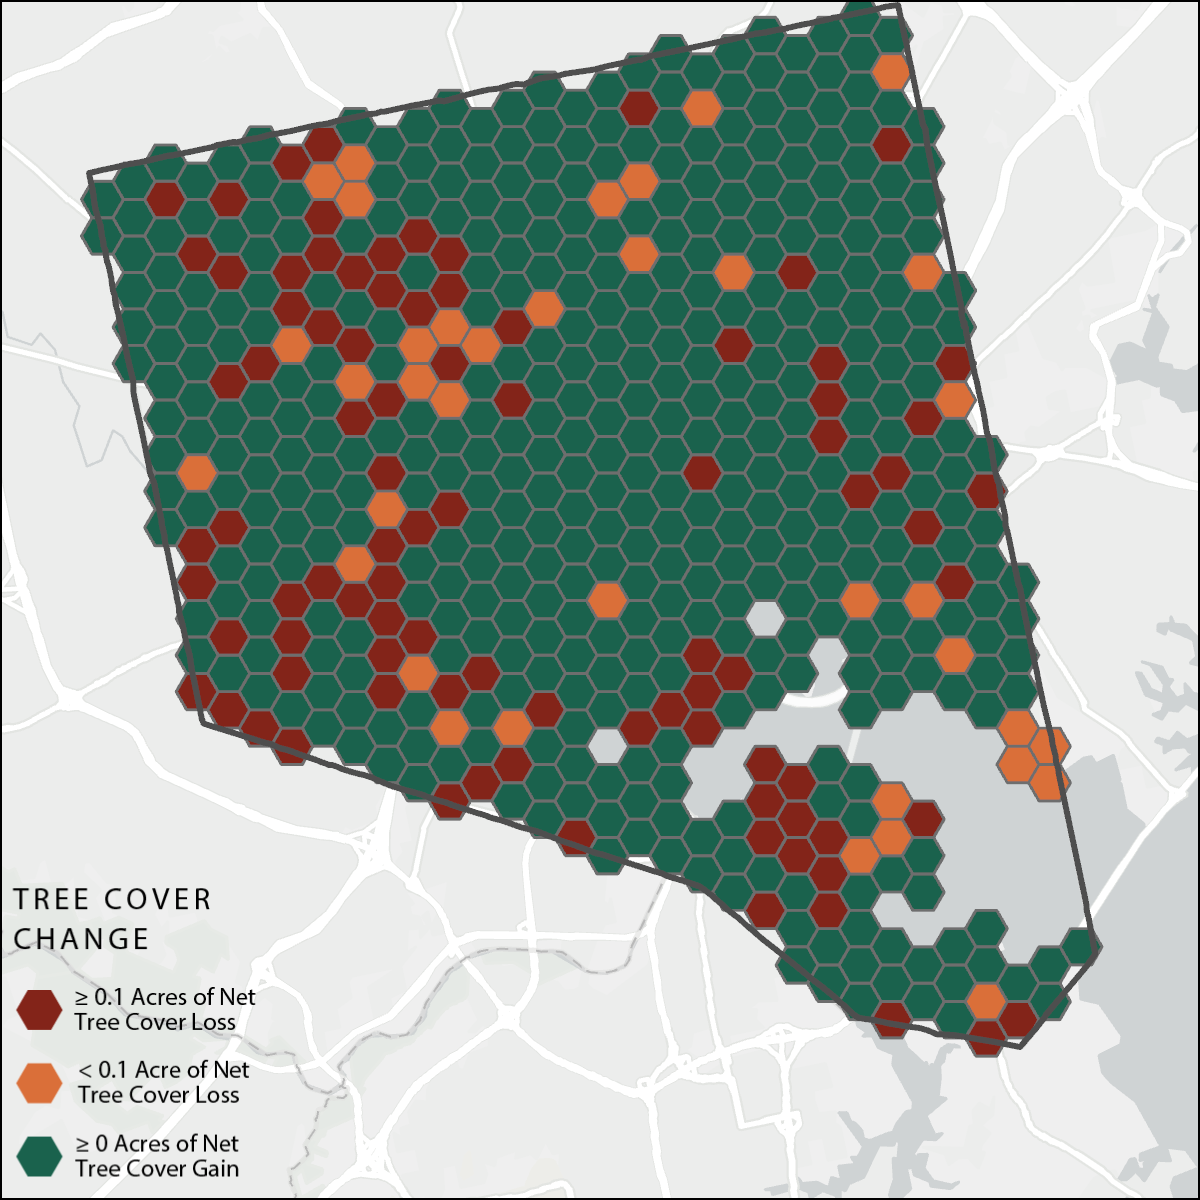 TREE COVER
CHANGE
≥ 0.1 Acres of Net
Tree Cover Loss
< 0.1 Acre of Net
Tree Cover Loss
≥ 0 Acres of Net
Tree Cover Gain